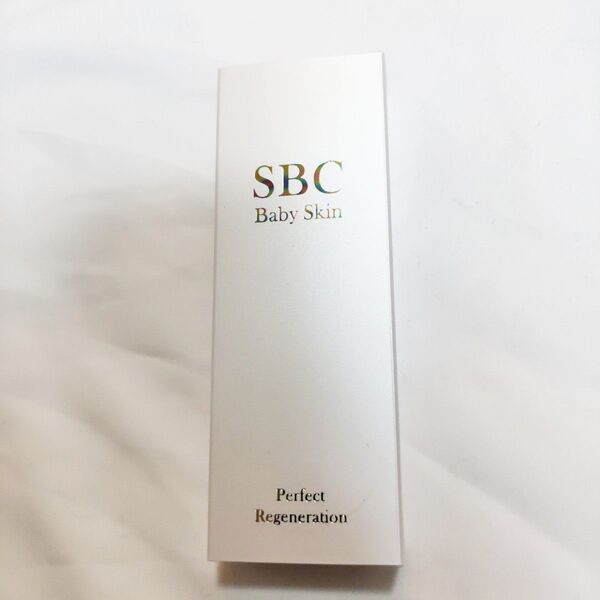 SBC
Baby Skin
Perfect
Regeneration